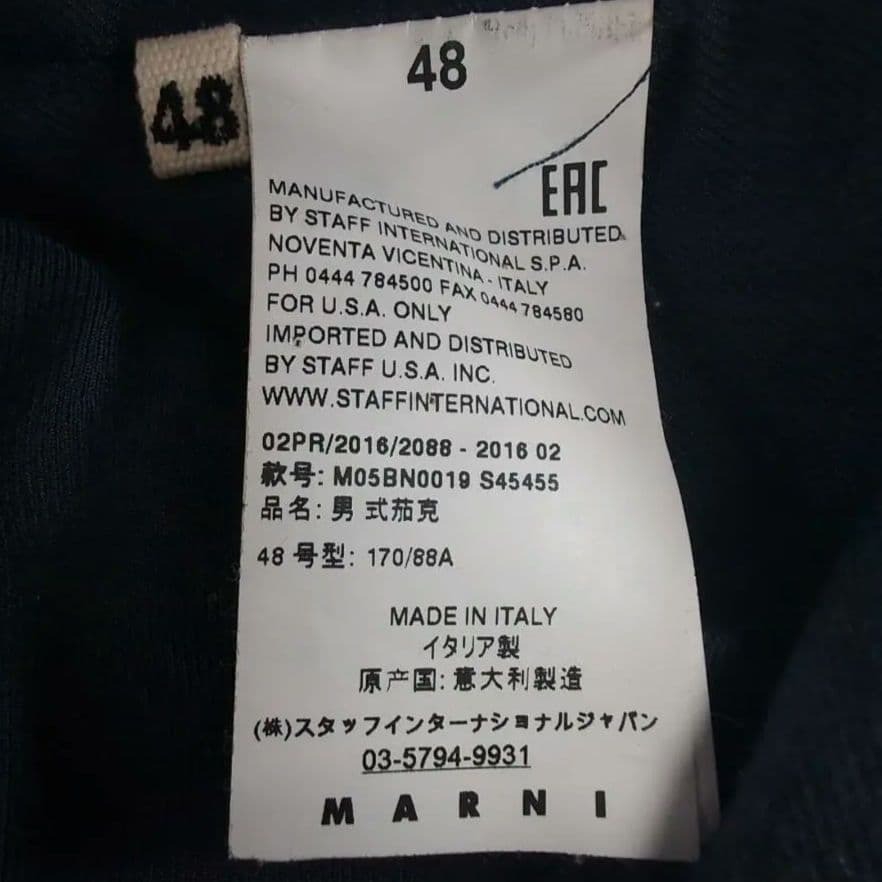 48
48
EAC
MANUFACTURED AND DISTRIBUTED
BY STAFF INTERNATIONAL S.P.A.
NOVENTA VICENTINA - ITALY
PH 0444 784500 FAX 0444 784580
FOR U.S.A. ONLY
IMPORTED AND DISTRIBUTED
BY STAFF U.S.A. INC.
WWW.STAFFINTERNATIONAL.COM
02PR/2016/2088 - 2016 02
款号: M05BN0019 S45455
品名: 男 式茄克
48 号型: 170/88A
MADE IN ITALY
イタリア製
原产国: 意大利製造
(株)スタッフインターナショナルジャパン
03-5794-9931
MARNI